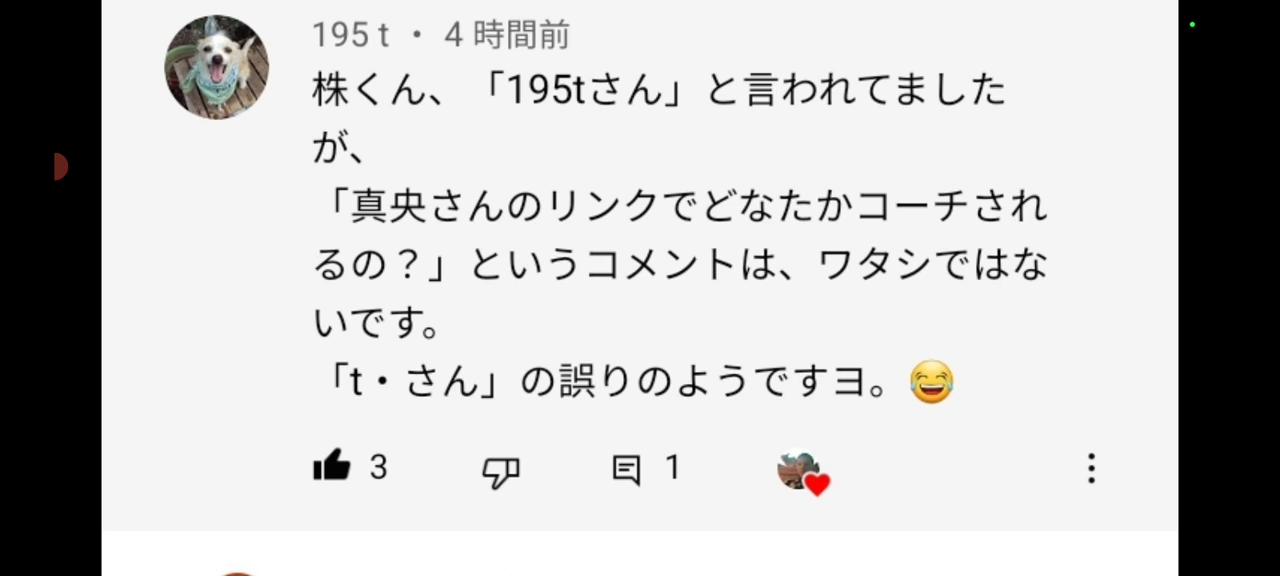 195 t ・ 4 時間前
株くん、「195tさん」と言われてました
が、
「真央さんのリンクでどなたかコーチされ
るの？」というコメントは、ワタシではな
いです。
「t・さん」の誤りのようですヨ。😂
3 1